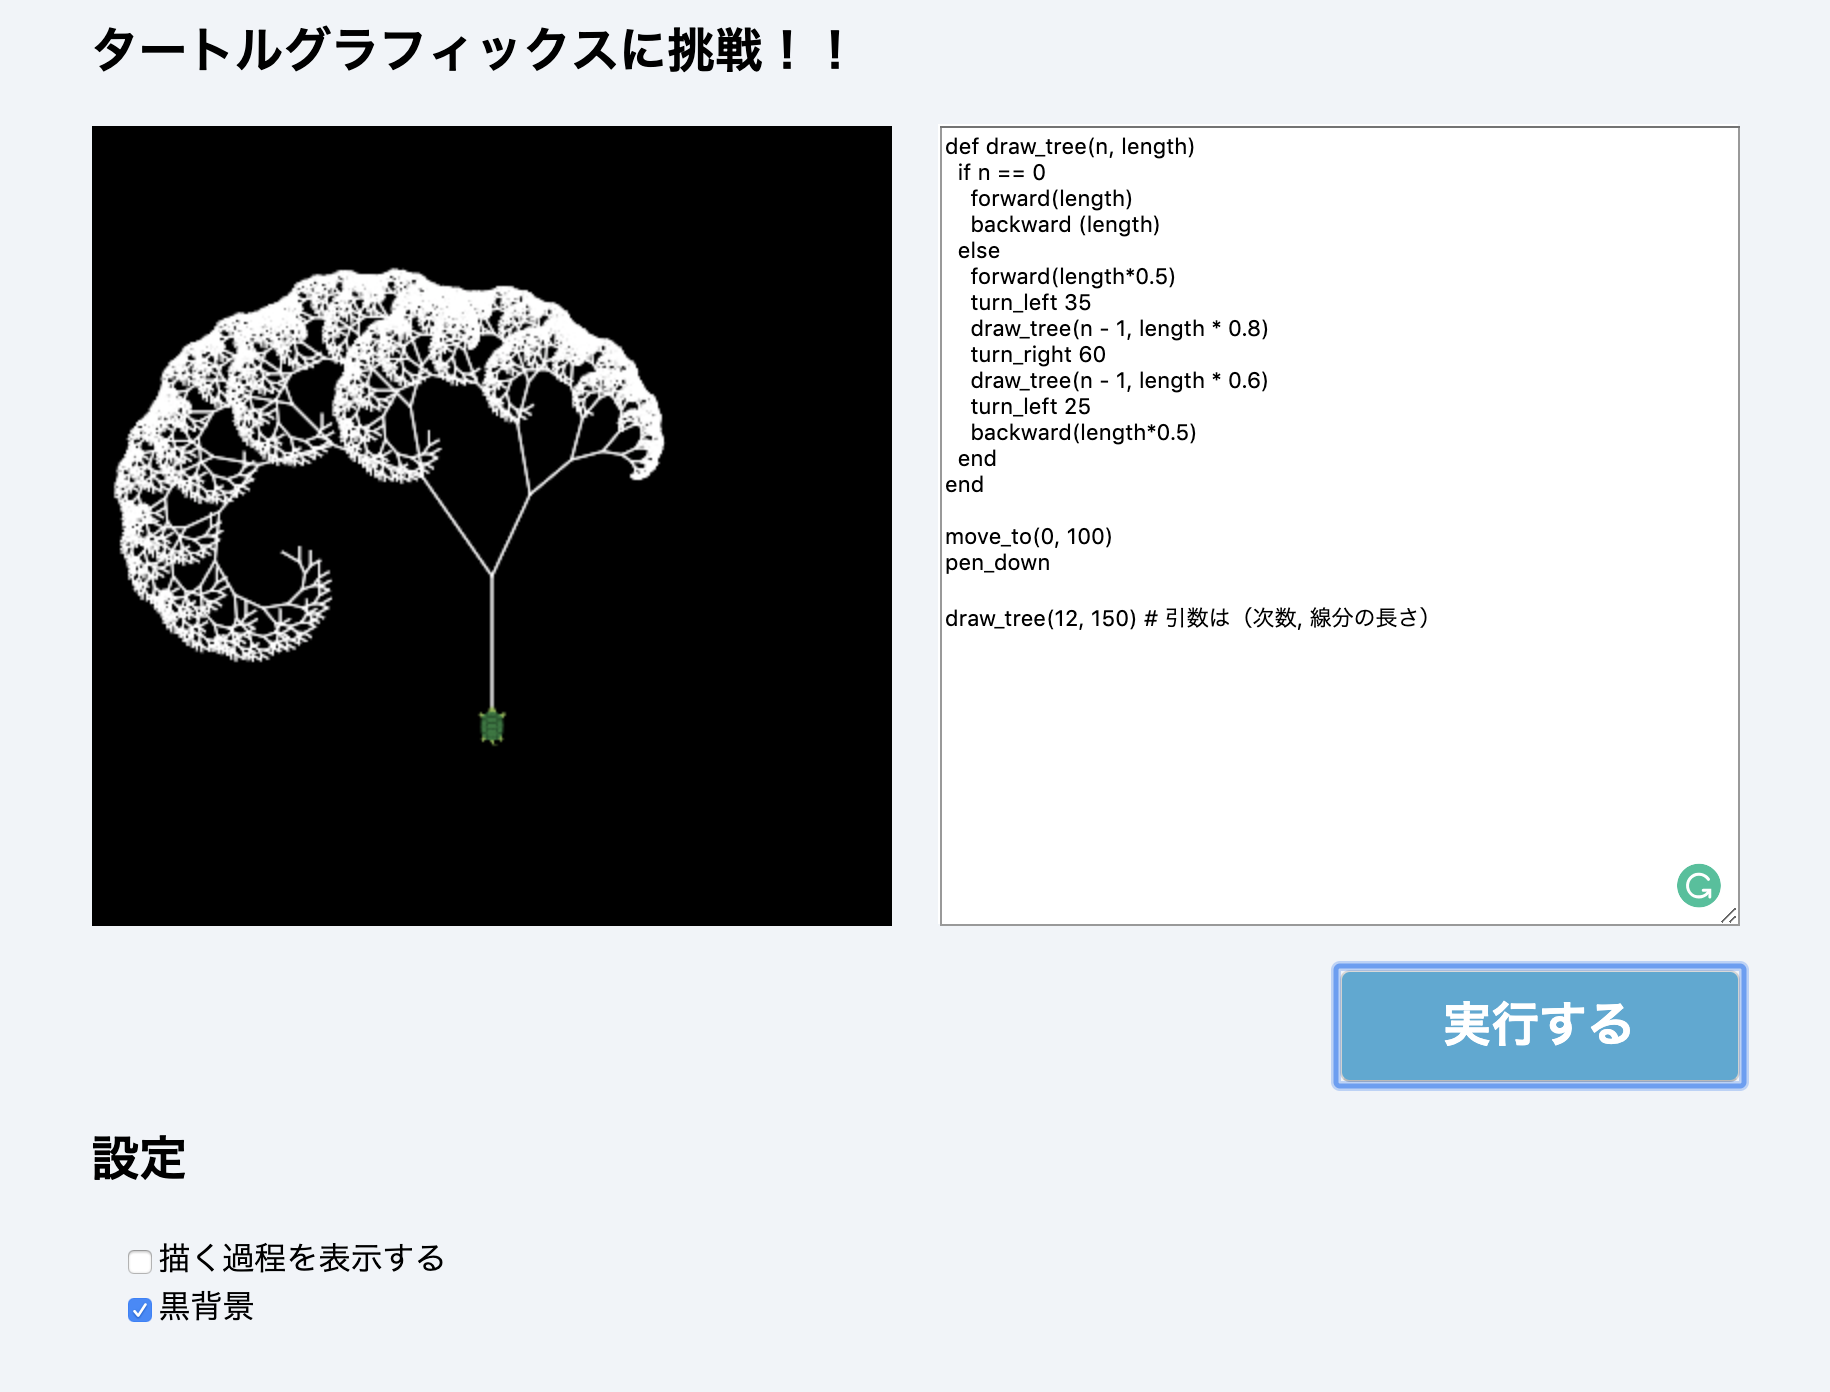 タートルグラフィックスに挑戦！！
def draw_tree(n, length)
  if n == 0
    forward(length)
    backward (length)
  else
    forward(length*0.5)
    turn_left 35
    draw_tree(n - 1, length * 0.8)
    turn_right 60
    draw_tree(n - 1, length * 0.6)
    turn_left 25
    backward(length*0.5)
  end
end
move_to(0, 100)
pen_down
draw_tree(12, 150) # 引数は（次数, 線分の長さ）
実行する
設定
描く過程を表示する
黒背景